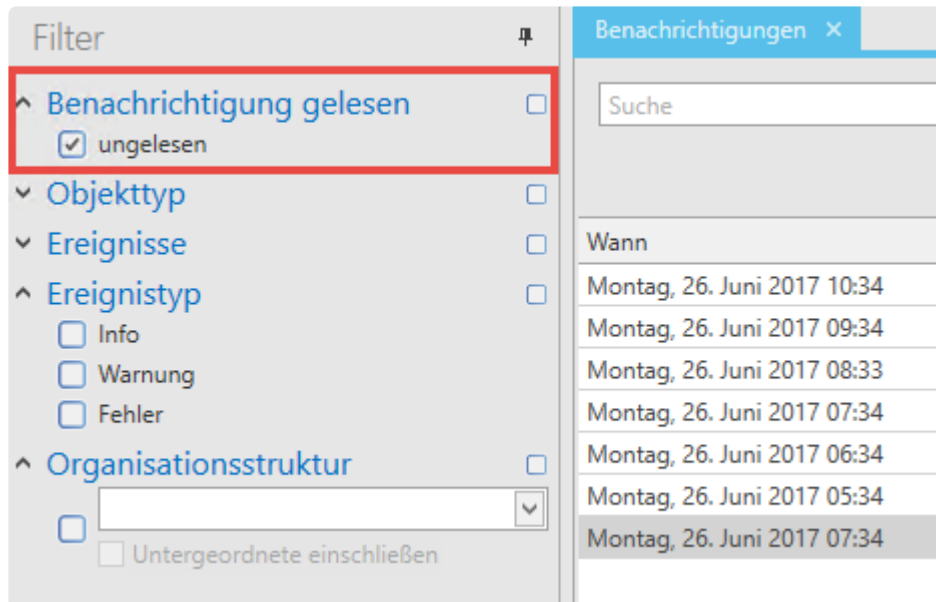 Filter
Benachrichtigung gelesen
ungelesen
Objekttyp
Ereignisse
Ereignistyp
Info
Warnung
Fehler
Organisationsstruktur
Untergeordnete einschließen
Benachrichtigungen ×
Suche
Wann
Montag, 26. Juni 2017 10:34
Montag, 26. Juni 2017 09:34
Montag, 26. Juni 2017 08:33
Montag, 26. Juni 2017 07:34
Montag, 26. Juni 2017 06:34
Montag, 26. Juni 2017 05:34
Montag, 26. Juni 2017 07:34